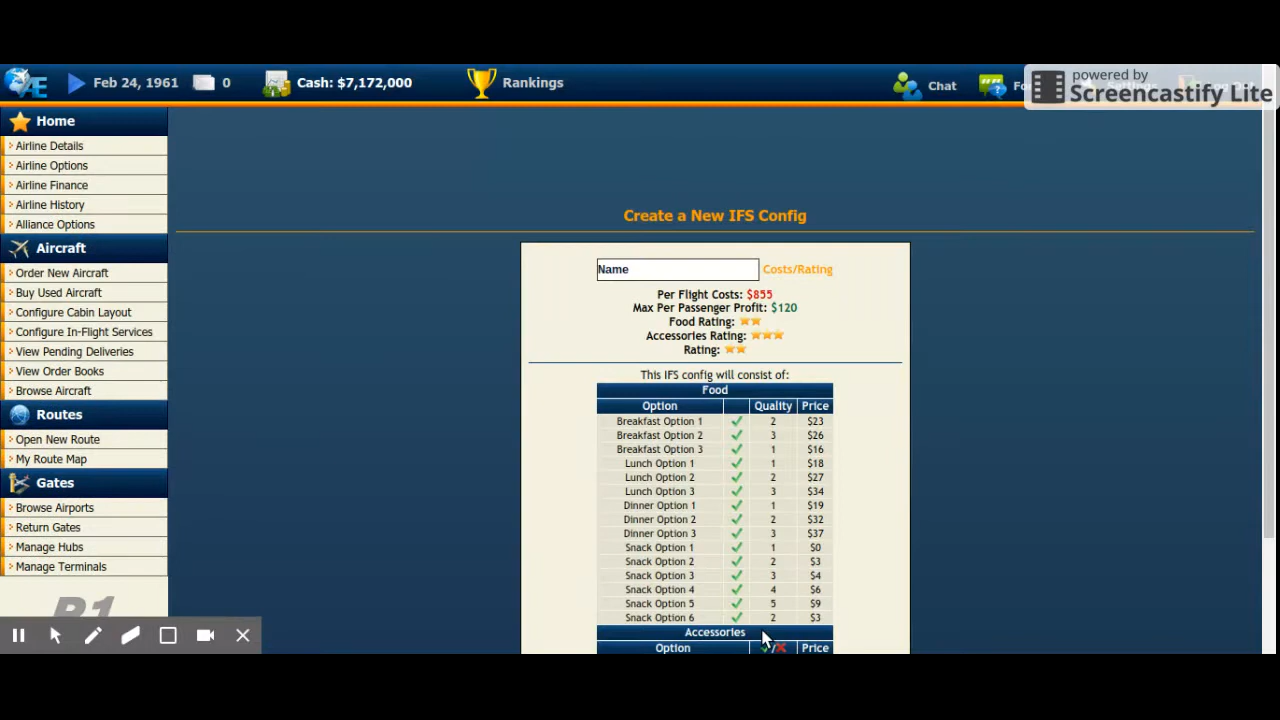 powered by
Screencastify Lite
Feb 24, 1961 0 Cash: $7,172,000 Rankings Chat
Home
Airline Details
Airline Options
Airline Finance
Airline History
Alliance Options
Aircraft
Order New Aircraft
Buy Used Aircraft
Configure Cabin Layout
Configure In-Flight Services
View Pending Deliveries
View Order Books
Browse Aircraft
Routes
Open New Route
My Route Map
Gates
Browse Airports
Return Gates
Manage Hubs
Manage Terminals
R1
Create a New IFS Config
Name Costs/Rating
Per Flight Costs: $855
Max Per Passenger Profit: $120
Food Rating:
Accessories Rating:
Rating:
This IFS config will consist of:
Food
Option Quality Price
Breakfast Option 1 2 $23
Breakfast Option 2 3 $26
Breakfast Option 3 1 $16
Lunch Option 1 1 $18
Lunch Option 2 2 $27
Lunch Option 3 3 $34
Dinner Option 1 1 $19
Dinner Option 2 2 $32
Dinner Option 3 3 $37
Snack Option 1 1 $0
Snack Option 2 2 $3
Snack Option 3 3 $4
Snack Option 4 4 $6
Snack Option 5 5 $9
Snack Option 6 2 $3
Accessories
Option Price